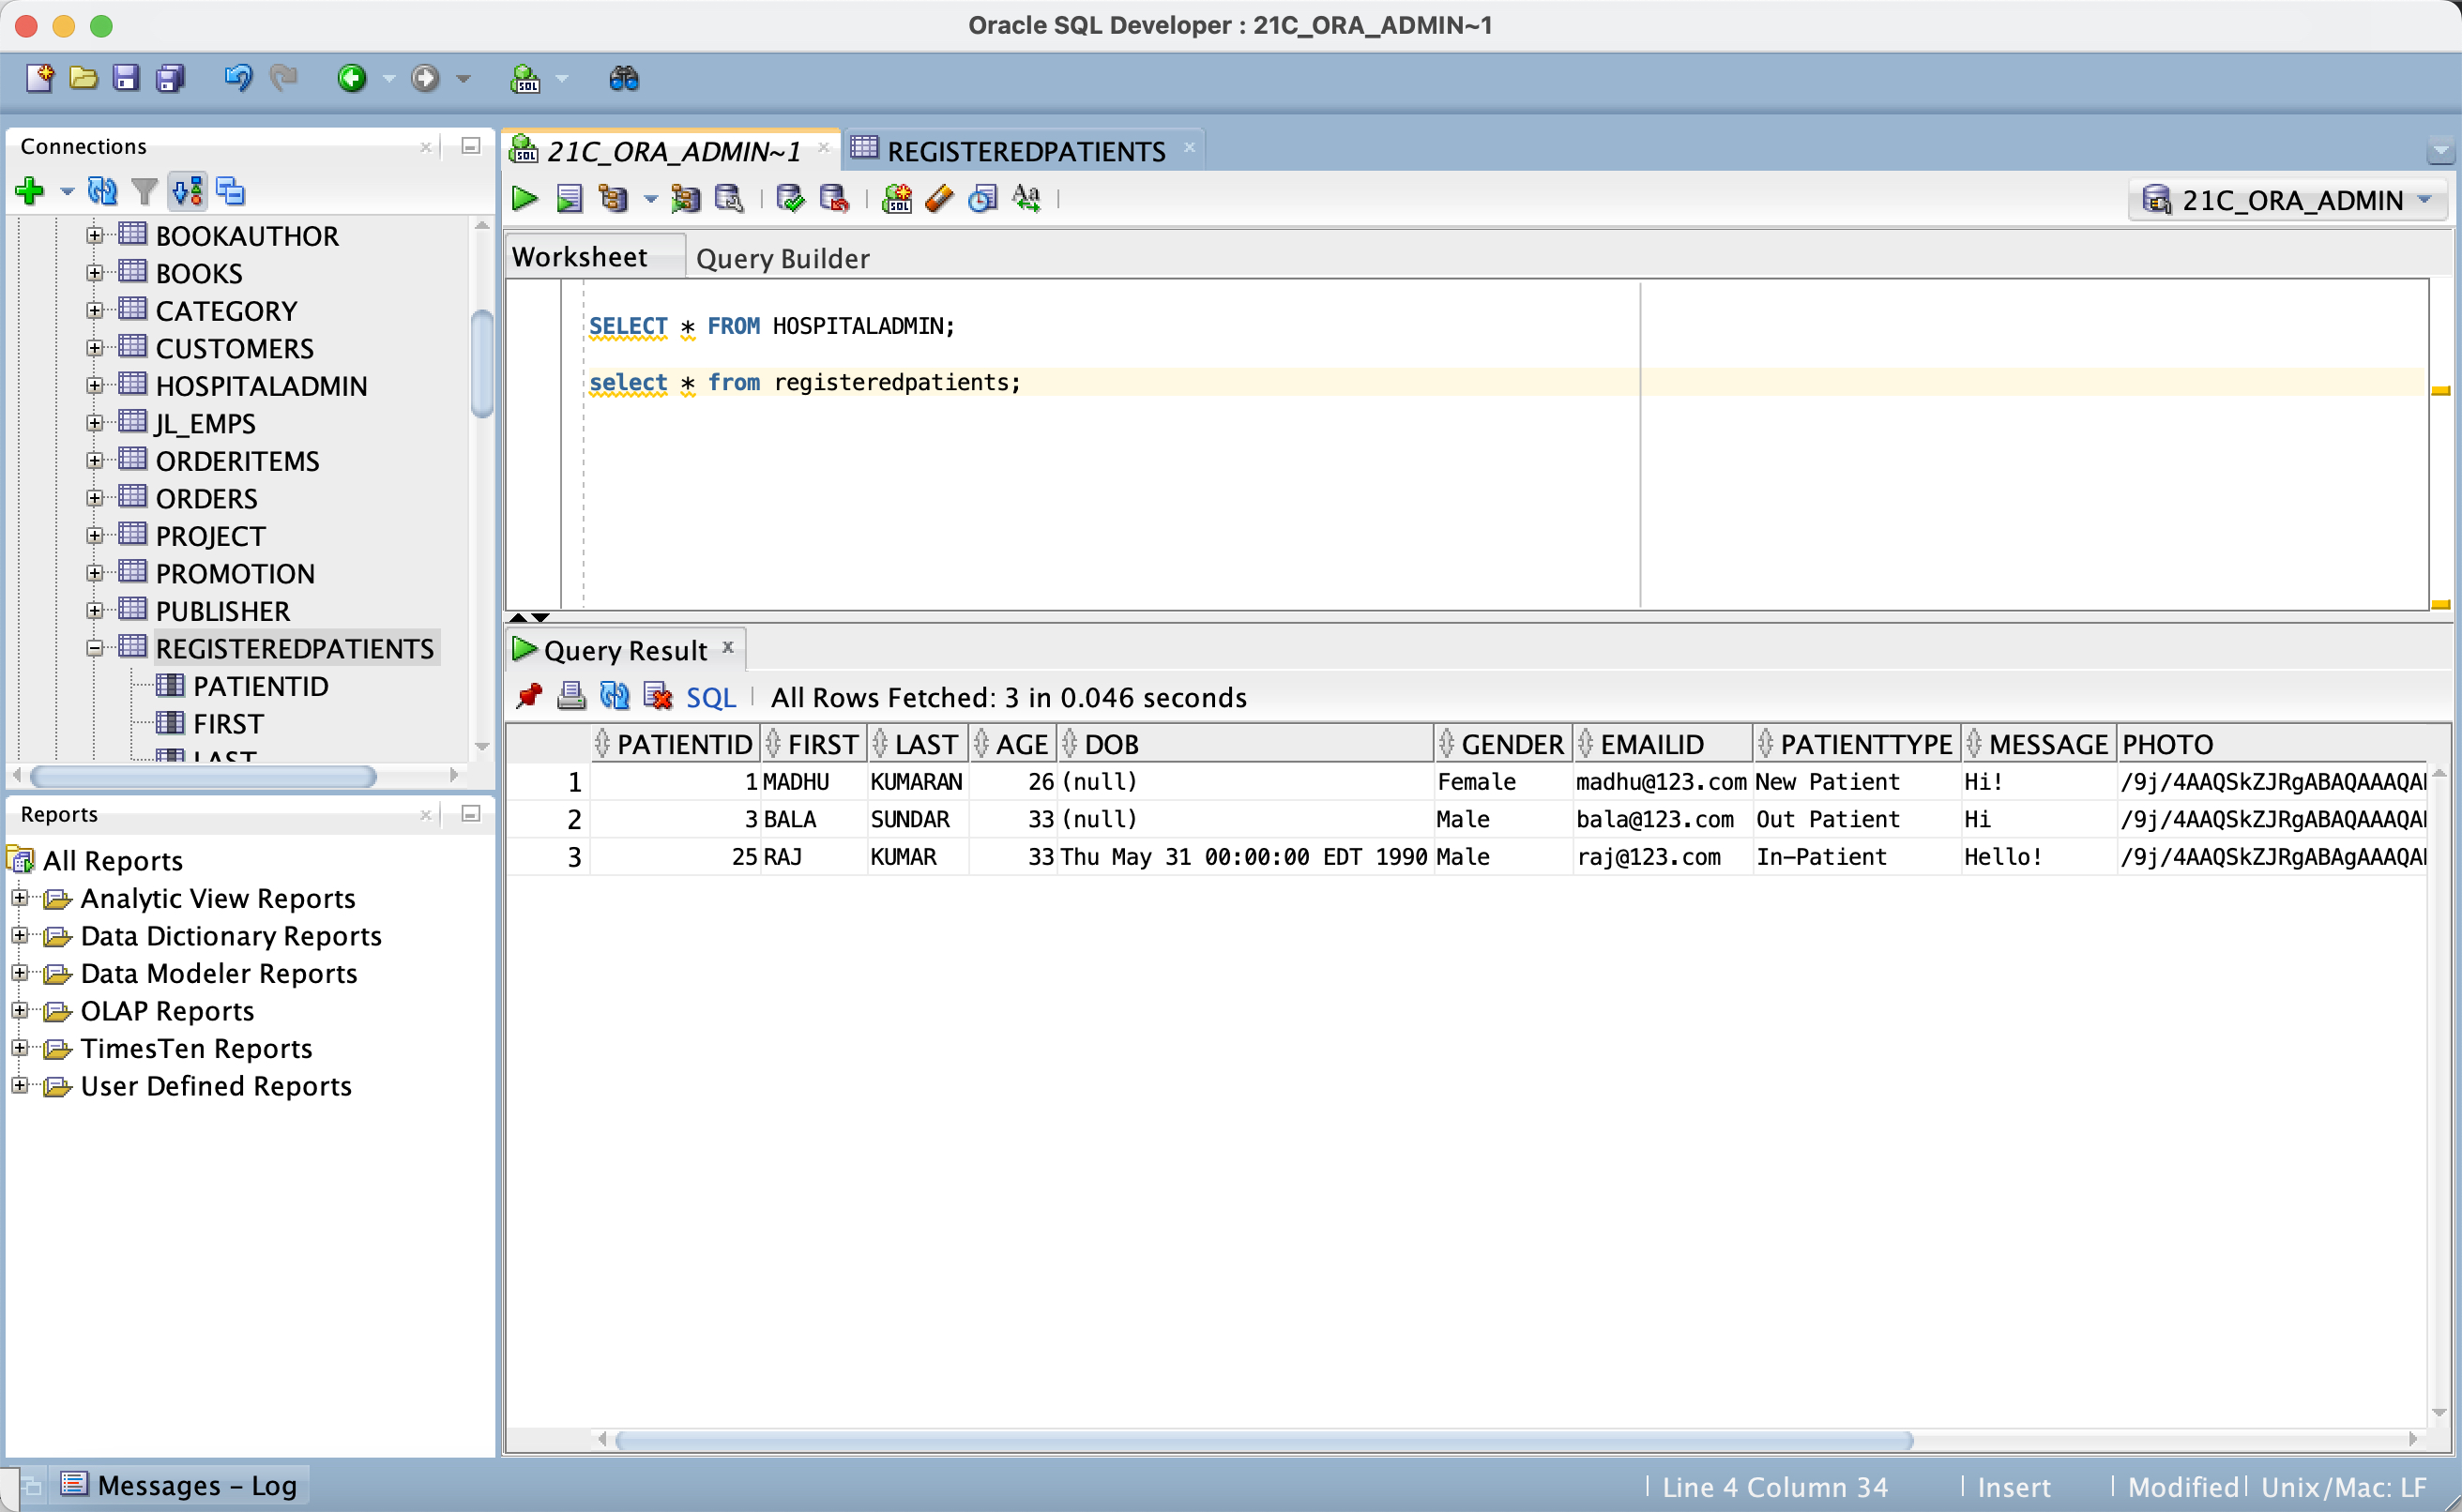 Oracle SQL Developer : 21C_ORA_ADMIN~1
Connections
BOOKAUTHOR
BOOKS
CATEGORY
CUSTOMERS
HOSPITALADMIN
JL_EMPS
ORDERITEMS
ORDERS
PROJECT
PROMOTION
PUBLISHER
REGISTEREDPATIENTS
PATIENTID
FIRST
LAST
Reports
All Reports
Analytic View Reports
Data Dictionary Reports
Data Modeler Reports
OLAP Reports
TimesTen Reports
User Defined Reports
21C_ORA_ADMIN~1 REGISTEREDPATIENTS
21C_ORA_ADMIN
Worksheet Query Builder
SELECT * FROM HOSPITALADMIN;
select * from registeredpatients;
Query Result
SQL All Rows Fetched: 3 in 0.046 seconds
PATIENTID FIRST LAST AGE DOB GENDER EMAILID PATIENTTYPE MESSAGE PHOTO
1 1 MADHU KUMARAN 26 (null) Female madhu@123.com New Patient Hi! /9j/4AAQSkZJRgABAQAAAQAI
2 3 BALA SUNDAR 33 (null) Male bala@123.com Out Patient Hi /9j/4AAQSkZJRgABAQAAAQAI
3 25 RAJ KUMAR 33 Thu May 31 00:00:00 EDT 1990 Male raj@123.com In-Patient Hello! /9j/4AAQSkZJRgABAgAAAQAI
Messages - Log
Line 4 Column 34 Insert Modified Unix/Mac: LF